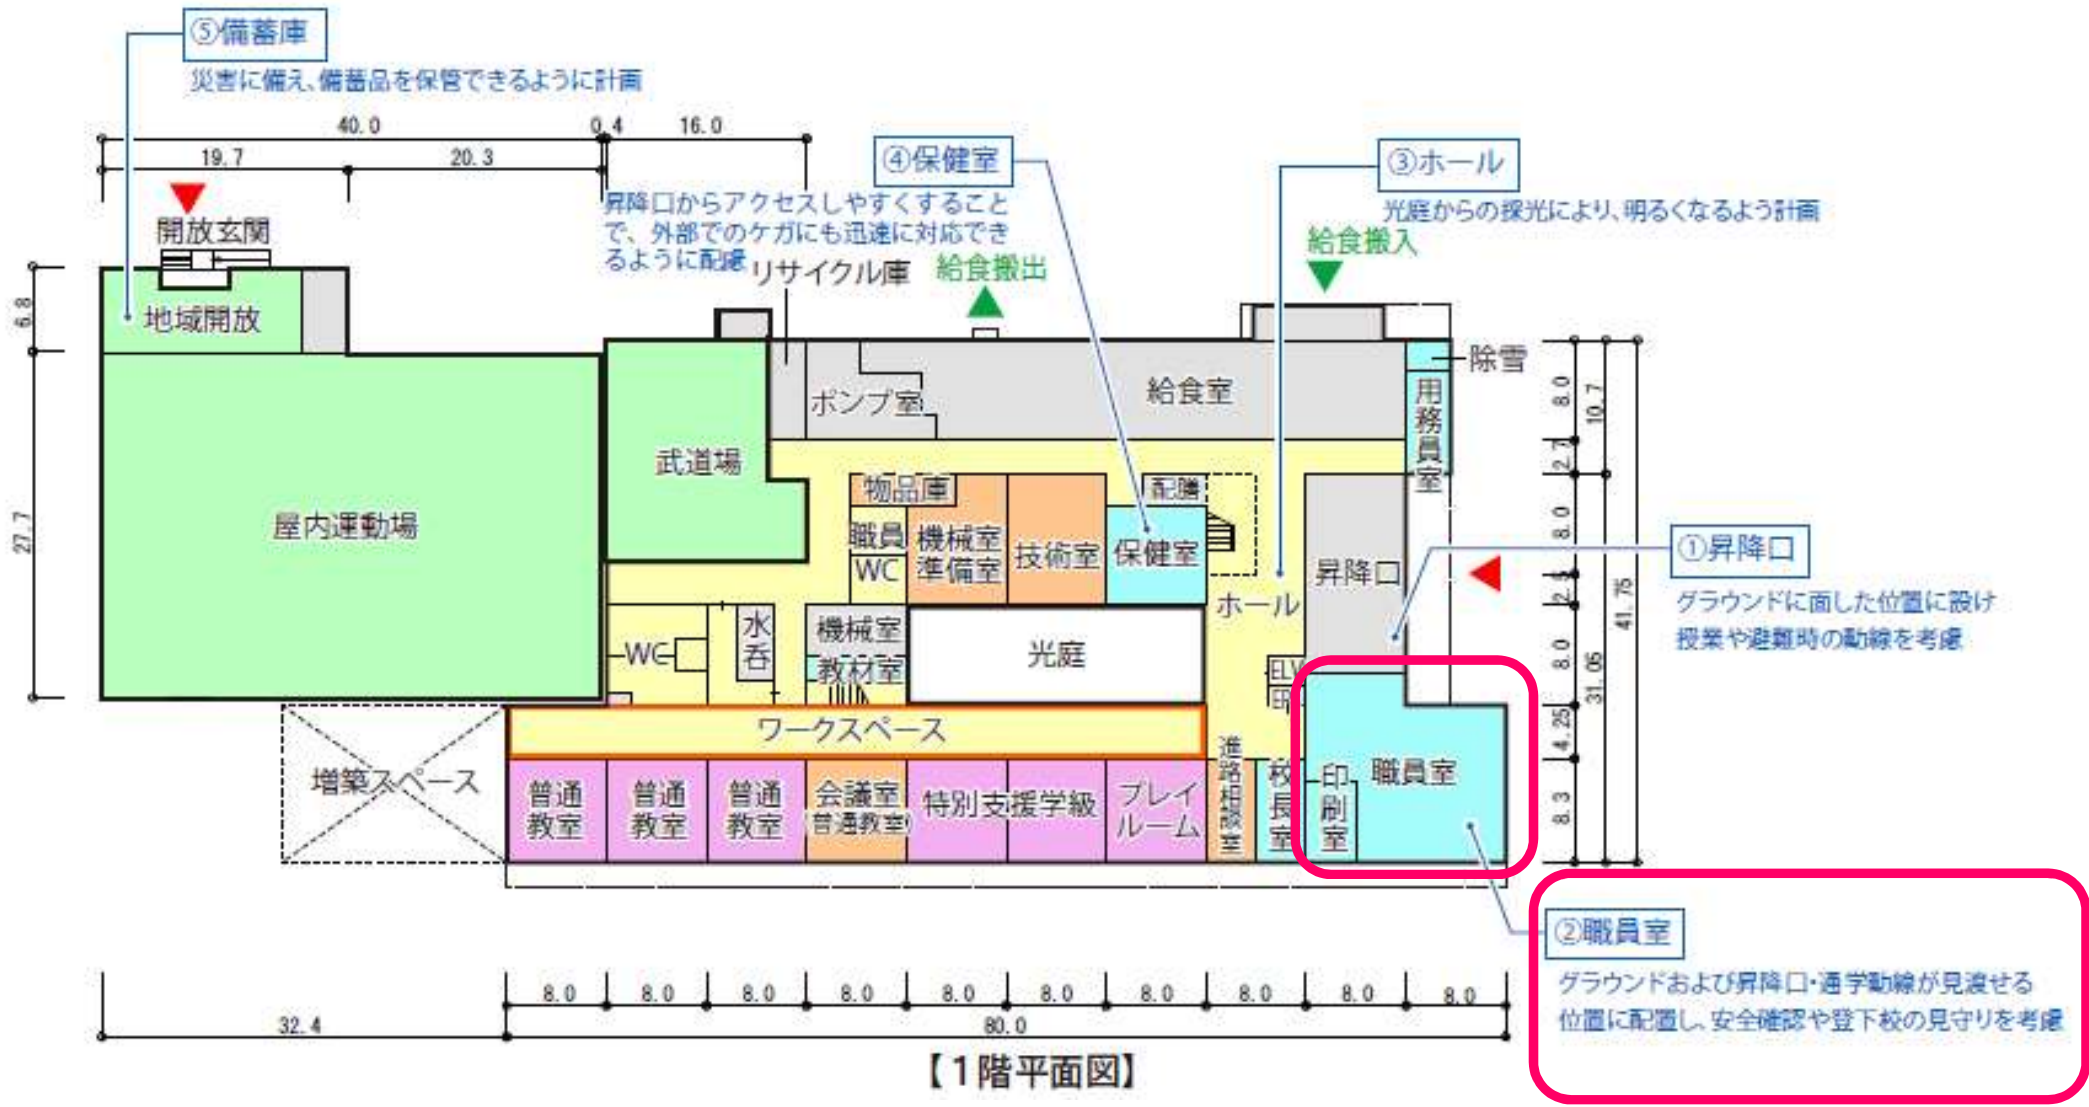 ⑤備蓄庫
災害に備え、備蓄品を保管できるように計画
40.0
0.4
16.0
19.7
20.3
④保健室
昇降口からアクセスしやすくすること
で、外部でのケガにも迅速に対応でき
るように配慮
③ホール
光庭からの採光により、明るくなるよう計画
開放玄関
リサイクル庫
給食搬出
給食搬入
6.8
27.7
地域開放
屋内運動場
武道場
ポンプ室
給食室
除雪
用務員室
物品庫
職員
WC
機械室
準備室
技術室
配膳
保健室
ホール
昇降口
①昇降口
グラウンドに面した位置に設け
授業や避難時の動線を考慮
WC
水呑
機械室
教材室
光庭
ELV
ワークスペース
増築スペース
普通
教室
普通
教室
普通
教室
会議室
(普通教室)
特別支援学級
プレイ
ルーム
進路相談室
校長室
印刷室
職員室
8.0
10.7
2.7
8.0
8.0
31.05
41.75
4.25
8.3
②職員室
グラウンドおよび昇降口・通学動線が見渡せる
位置に配置し、安全確認や登下校の見守りを考慮
8.0
8.0
8.0
8.0
8.0
8.0
8.0
8.0
8.0
8.0
32.4
80.0
【1階平面図】